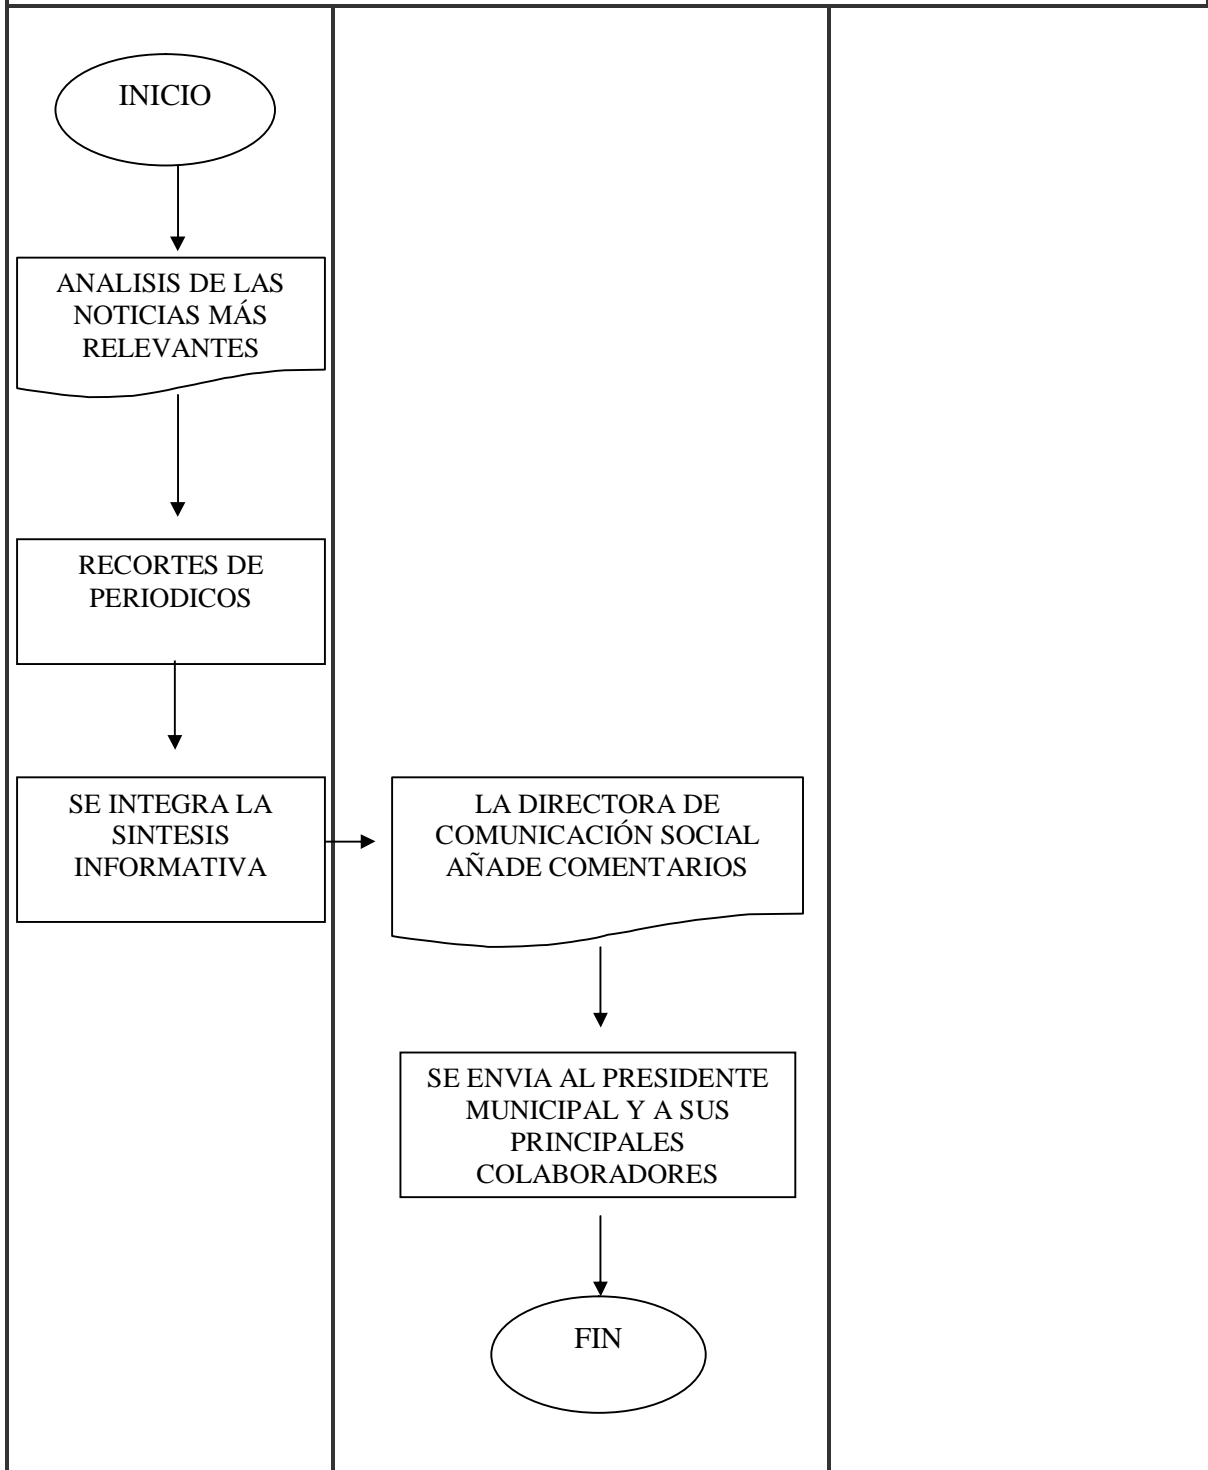 INICIO
ANALISIS DE LAS
NOTICIAS MÁS
RELEVANTES
RECORTES DE
PERIODICOS
SE INTEGRA LA
SINTESIS
INFORMATIVA
LA DIRECTORA DE
COMUNICACIÓN SOCIAL
AÑADE COMENTARIOS
SE ENVIA AL PRESIDENTE
MUNICIPAL Y A SUS
PRINCIPALES
COLABORADORES
FIN